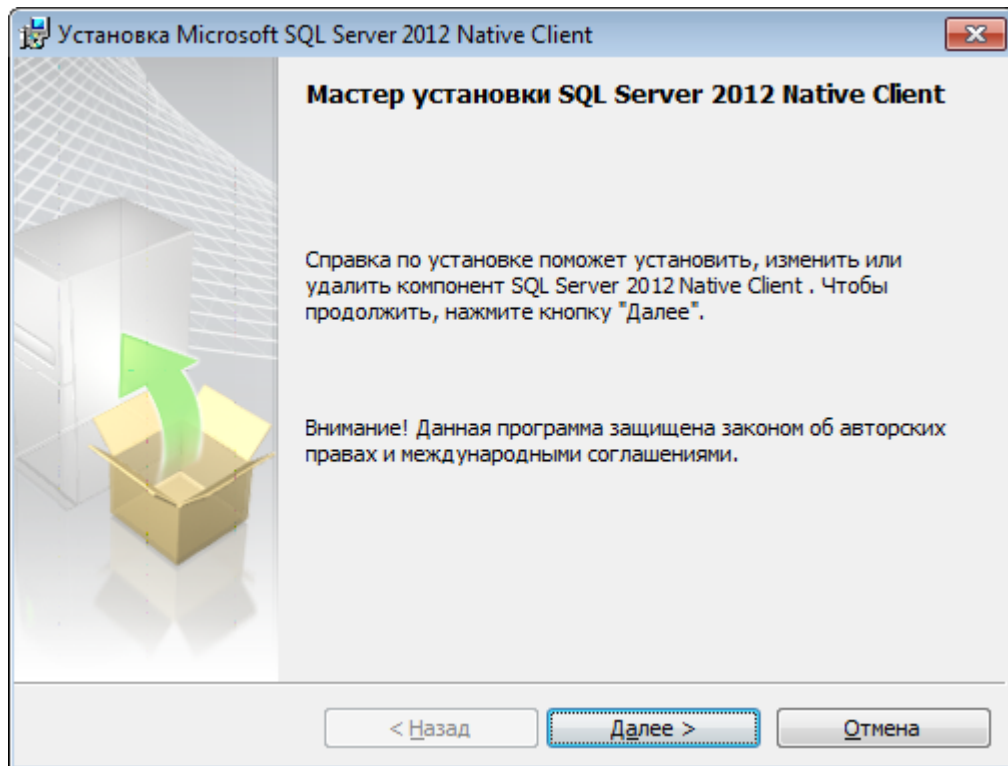 Установка Microsoft SQL Server 2012 Native Client
Мастер установки SQL Server 2012 Native Client
Справка по установке поможет установить, изменить или
удалить компонент SQL Server 2012 Native Client . Чтобы
продолжить, нажмите кнопку "Далее".
Внимание! Данная программа защищена законом об авторских
правах и международными соглашениями.
< Назад
Далее >
Отмена